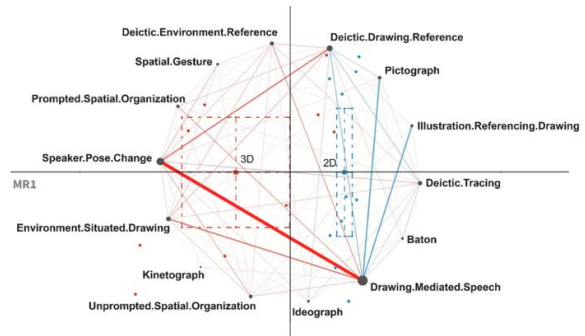 Deictic.Environment.Reference
Deictic.Drawing.Reference
Spatial.Gesture
Pictograph
Prompted.Spatial.Organization
Illustration.Referencing.Drawing
Speaker.Pose.Change
3D
2D
MR1
Deictic.Tracing
Environment.Situated.Drawing
Baton
Kinetograph
Drawing.Mediated.Speech
Unprompted.Spatial.Organization
Ideograph